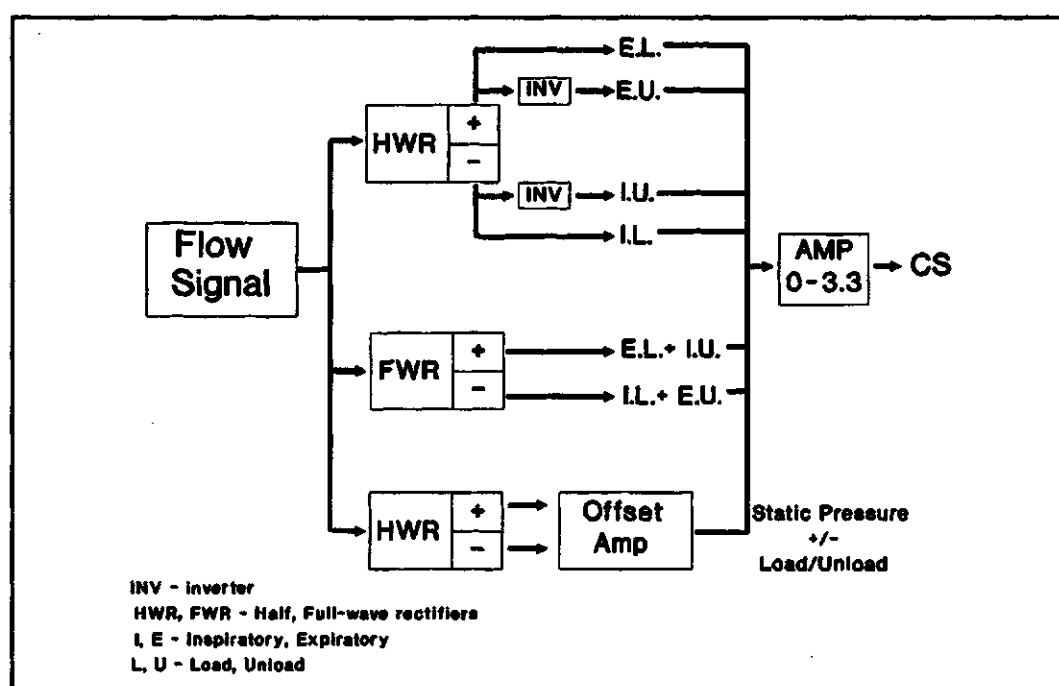 E.L.
INV
E.U.
HWR
+
-
INV
I.U.
I.L.
Flow
Signal
AMP
0-3.3
CS
FWR
+
-
E.L.+ I.U.
I.L.+ E.U.
HWR
+
-
Offset
Amp
Static Pressure
+/-
Load/Unload
INV - inverter
HWR, FWR - Half, Full-wave rectifiers
I, E - Inspiratory, Expiratory
L, U - Load, Unload